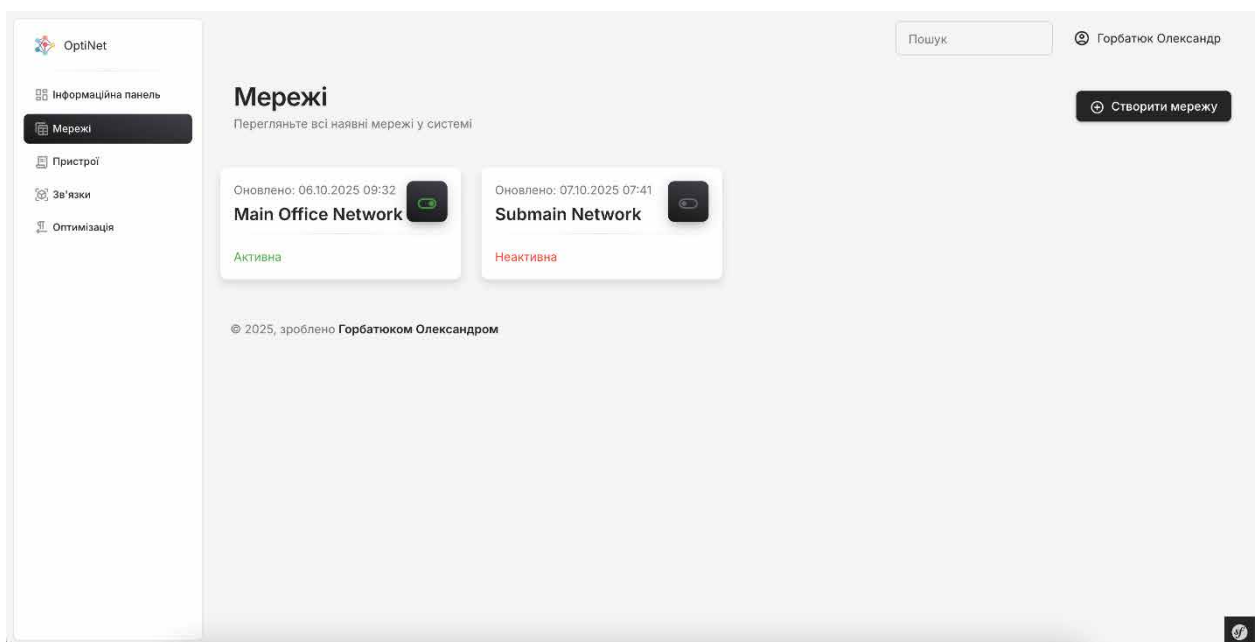 OptiNet
Пошук
Горбатюк Олександр
Інформаційна панель
Мережі
Пристрої
Зв'язки
Оптимізація
Мережі
Перегляньте всі наявні мережі у системі
Створити мережу
Оновлено: 06.10.2025 09:32
Main Office Network
Активна
Оновлено: 07.10.2025 07:41
Submain Network
Неактивна
© 2025, зроблено Горбатюком Олександром
sf